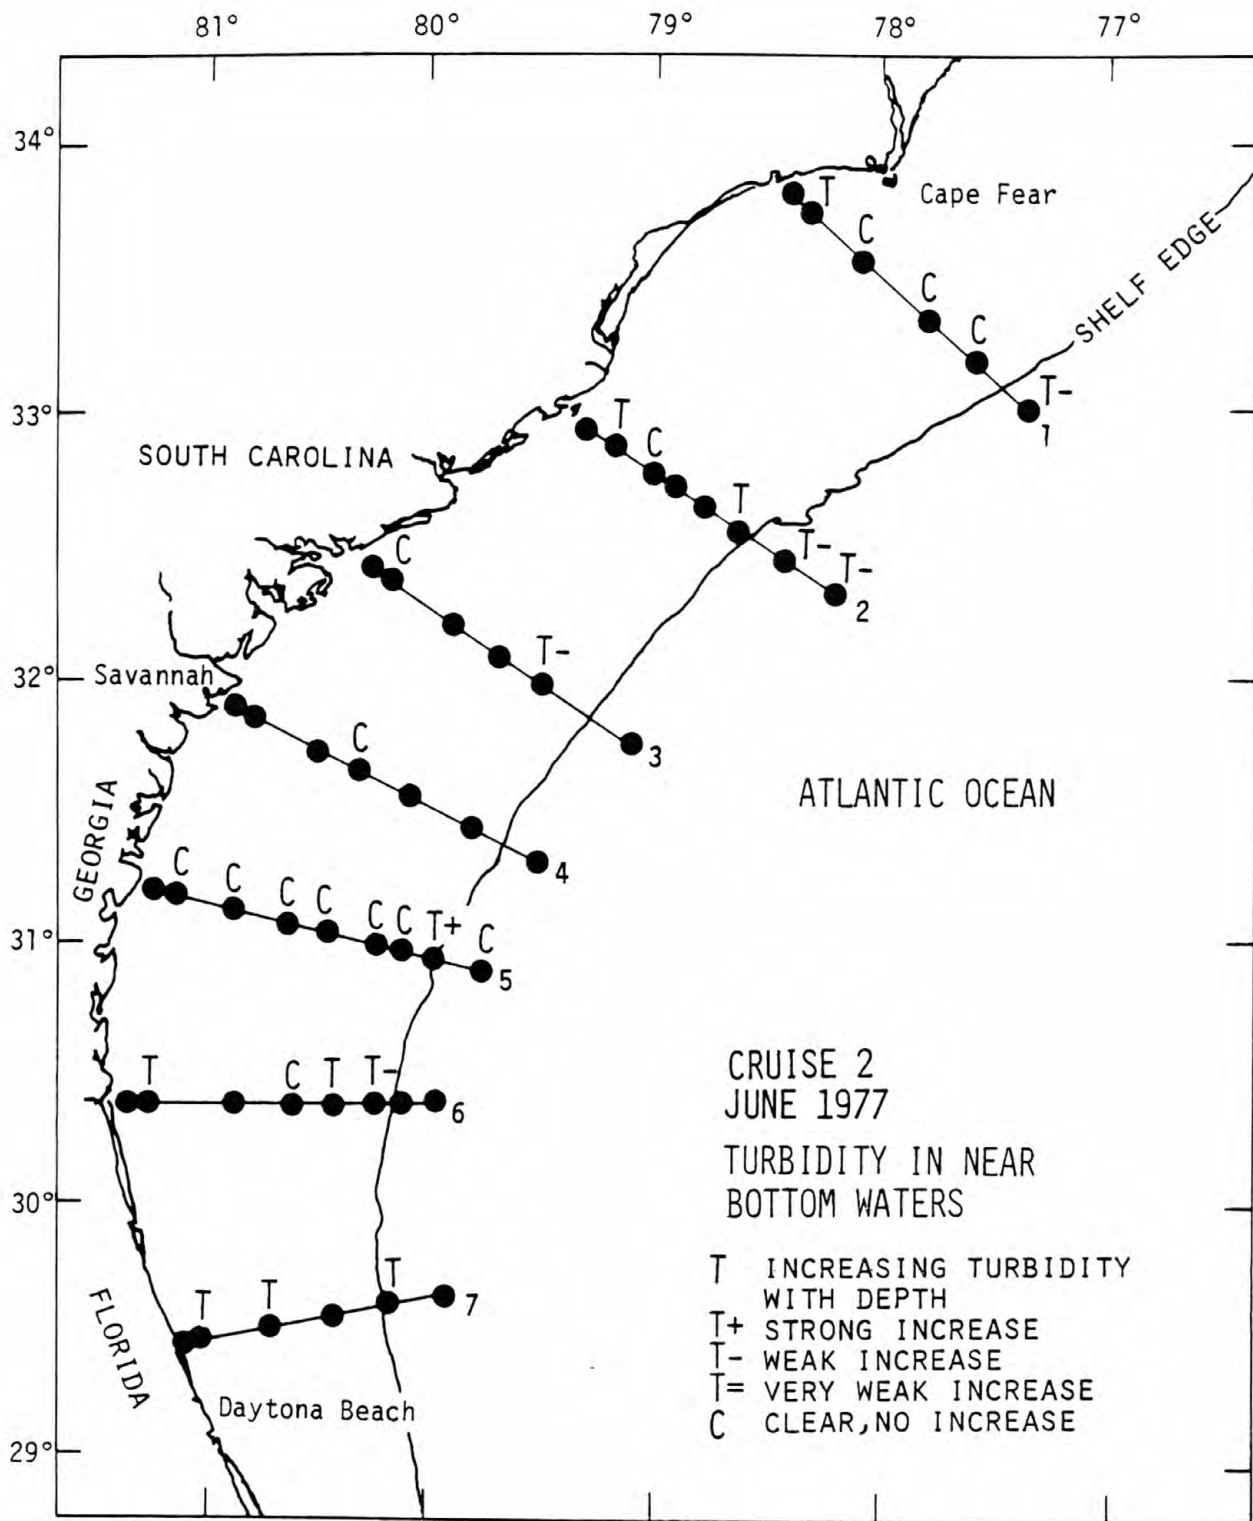 81° 80° 79° 78° 77°
34°
Cape Fear
T
C
C
SHELF EDGE
C
T-
1
33°
T
C
SOUTH CAROLINA
T
T-
T-
2
C
T-
3
32°
Savannah
C
4
ATLANTIC OCEAN
GEORGIA
C C C C C C T+ C
5
31°
T C T T-
6
CRUISE 2
JUNE 1977
TURBIDITY IN NEAR
BOTTOM WATERS
30°
T T T
7
FLORIDA
Daytona Beach
29°
T INCREASING TURBIDITY
WITH DEPTH
T+ STRONG INCREASE
T- WEAK INCREASE
T= VERY WEAK INCREASE
C CLEAR, NO INCREASE